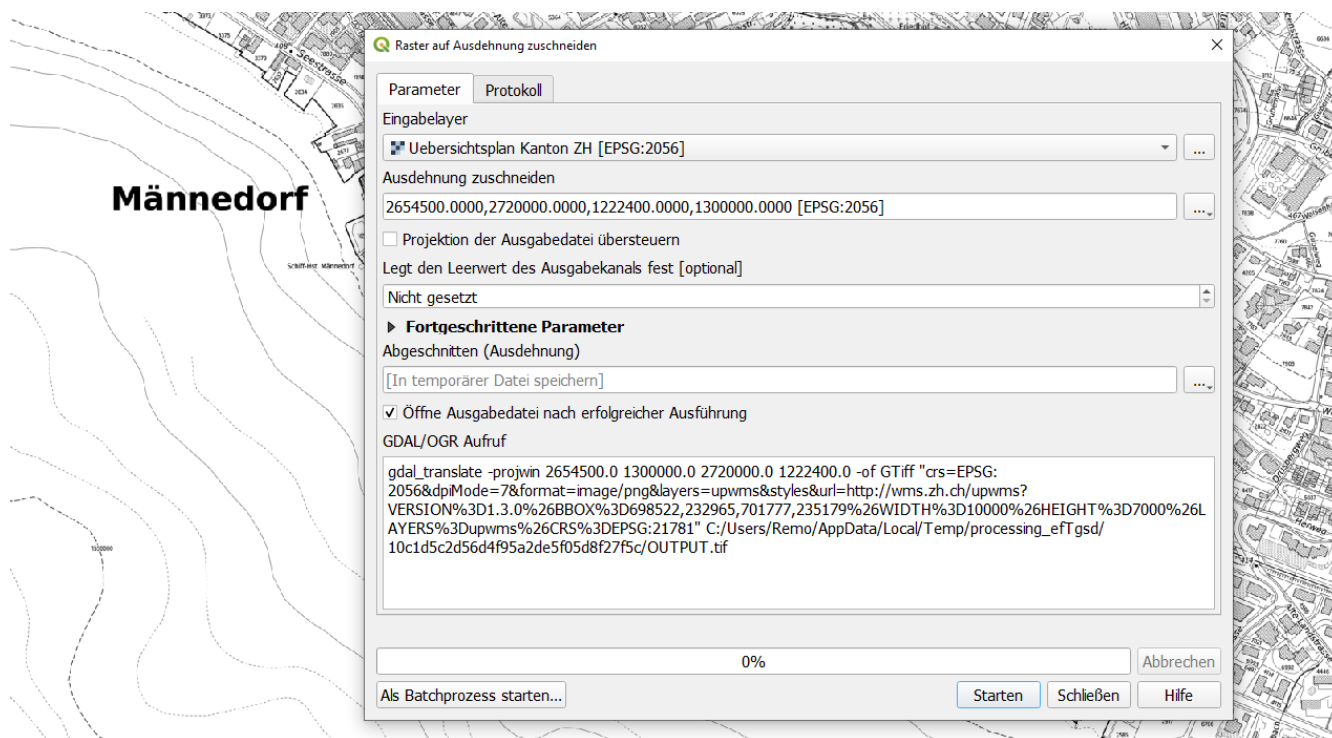 Seestrasse
Männedorf
Schiff-Hst. Männedorf
Raster auf Ausdehnung zuschneiden
Parameter
Protokoll
Eingabelayer
Uebersichtsplan Kanton ZH [EPSG:2056]
...
Ausdehnung zuschneiden
2654500.0000,2720000.0000,1222400.0000,1300000.0000 [EPSG:2056]
...
Projektion der Ausgabedatei übersteuern
Legt den Leerwert des Ausgabekanals fest [optional]
Nicht gesetzt
Fortgeschrittene Parameter
Abgeschnitten (Ausdehnung)
[In temporärer Datei speichern]
...
Öffne Ausgabedatei nach erfolgreicher Ausführung
GDAL/OGR Aufruf
gdal_translate -projwin 2654500.0 1300000.0 2720000.0 1222400.0 -of GTiff "crs=EPSG:
2056&dpiMode=7&format=image/png&layers=upwms&styles&url=http://wms.zh.ch/upwms?
VERSION%3D1.3.0%26BBOX%3D698522,232965,701777,235179%26WIDTH%3D10000%26HEIGHT%3D7000%26L
AYERS%3Dupwms%26CRS%3DEPSG:21781" C:/Users/Remo/AppData/Local/Temp/processing_efTgsd/
10c1d5c2d56d4f95a2de5f05d8f27f5c/OUTPUT.tif
0%
Abbrechen
Als Batchprozess starten...
Starten
Schließen
Hilfe